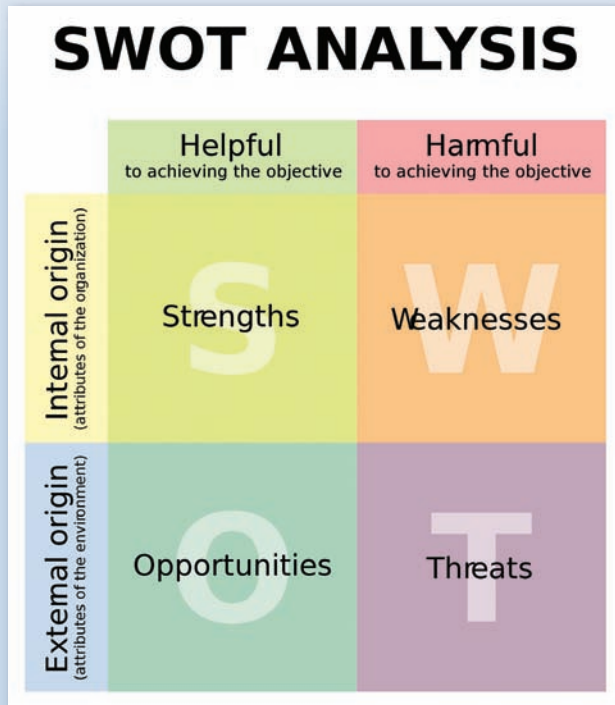 SWOT ANALYSIS
Helpful
to achieving the objective
Harmful
to achieving the objective
Internal origin
(attributes of the organization)
S
Strengths
W
Weaknesses
External origin
(attributes of the environment)
O
Opportunities
T
Threats